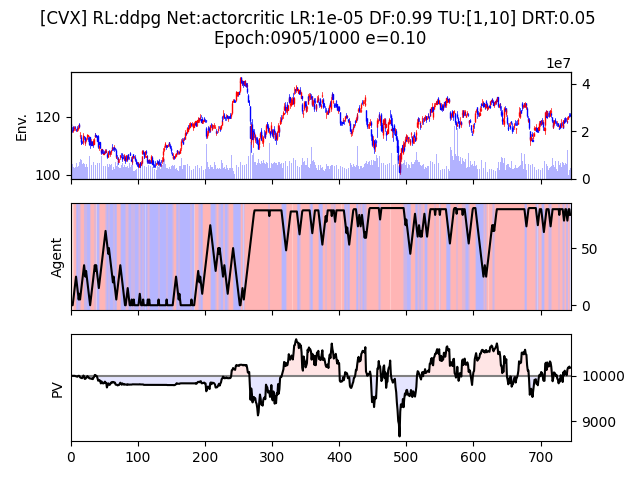 [CVX] RL:ddpg Net:actorcritic LR:1e-05 DF:0.99 TU:[1,10] DRT:0.05
Epoch:0905/1000 e=0.10
1e7
Env.
120
100
4
2
0
Agent
50
0
PV
10000
9000
0 100 200 300 400 500 600 700